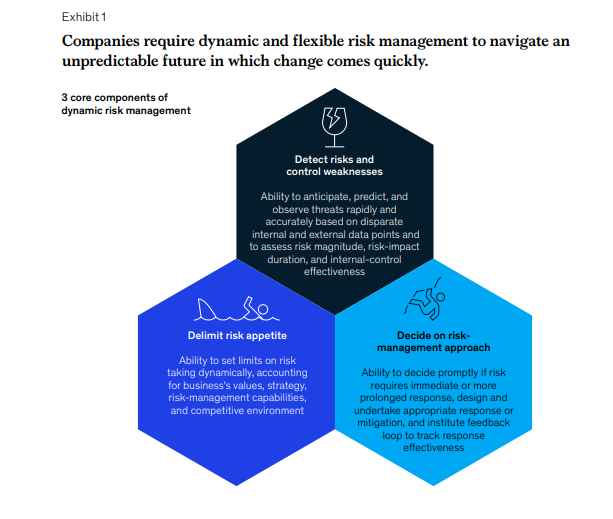 Exhibit 1
Companies require dynamic and flexible risk management to navigate an
unpredictable future in which change comes quickly.
3 core components of
dynamic risk management
Detect risks and
control weaknesses
Ability to anticipate, predict, and
observe threats rapidly and
accurately based on disparate
internal and external data points and
to assess risk magnitude, risk-impact
duration, and internal-control
effectiveness
Delimit risk appetite
Ability to set limits on risk
taking dynamically, accounting
for business's values, strategy,
risk-management capabilities,
and competitive environment
Decide on risk-
management approach
Ability to decide promptly if risk
requires immediate or more
prolonged response, design and
undertake appropriate response or
mitigation, and institute feedback
loop to track response
effectiveness